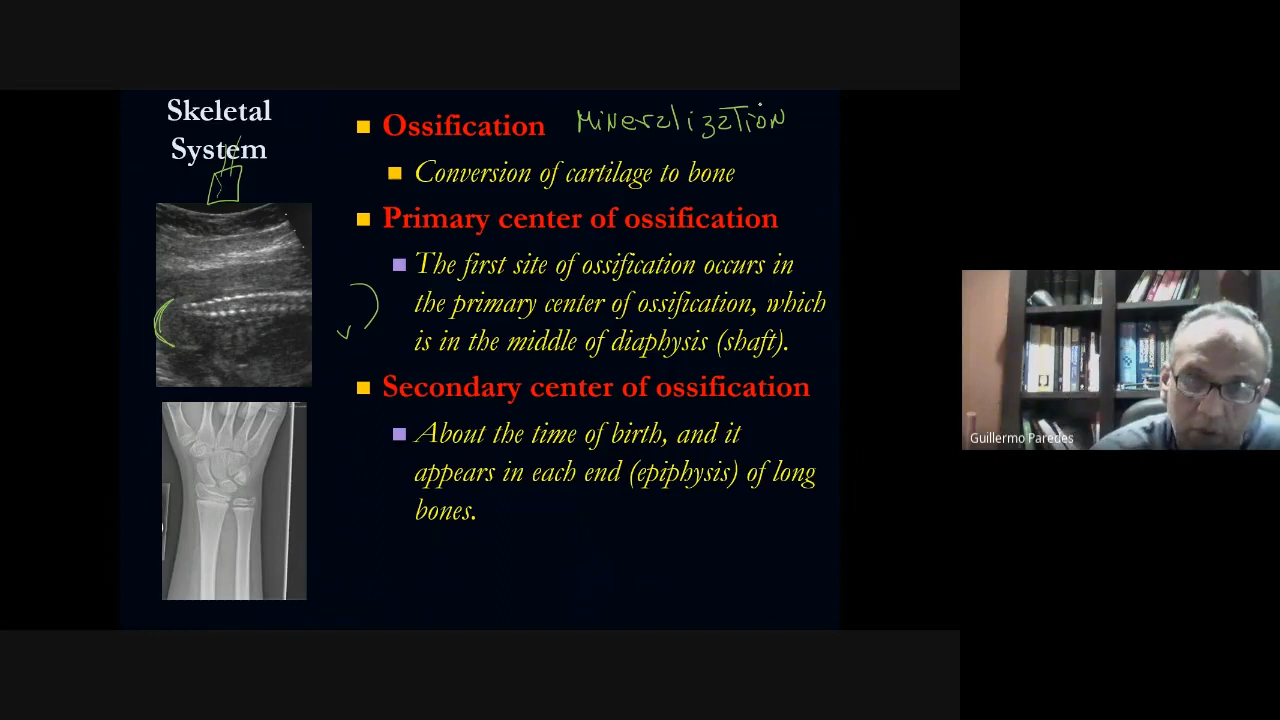 Skeletal
System
Ossification Mineralization
Conversion of cartilage to bone
Primary center of ossification
The first site of ossification occurs in
the primary center of ossification, which
is in the middle of diaphysis (shaft).
Secondary center of ossification
About the time of birth, and it
appears in each end (epiphysis) of long
bones.
Guillermo Paredes